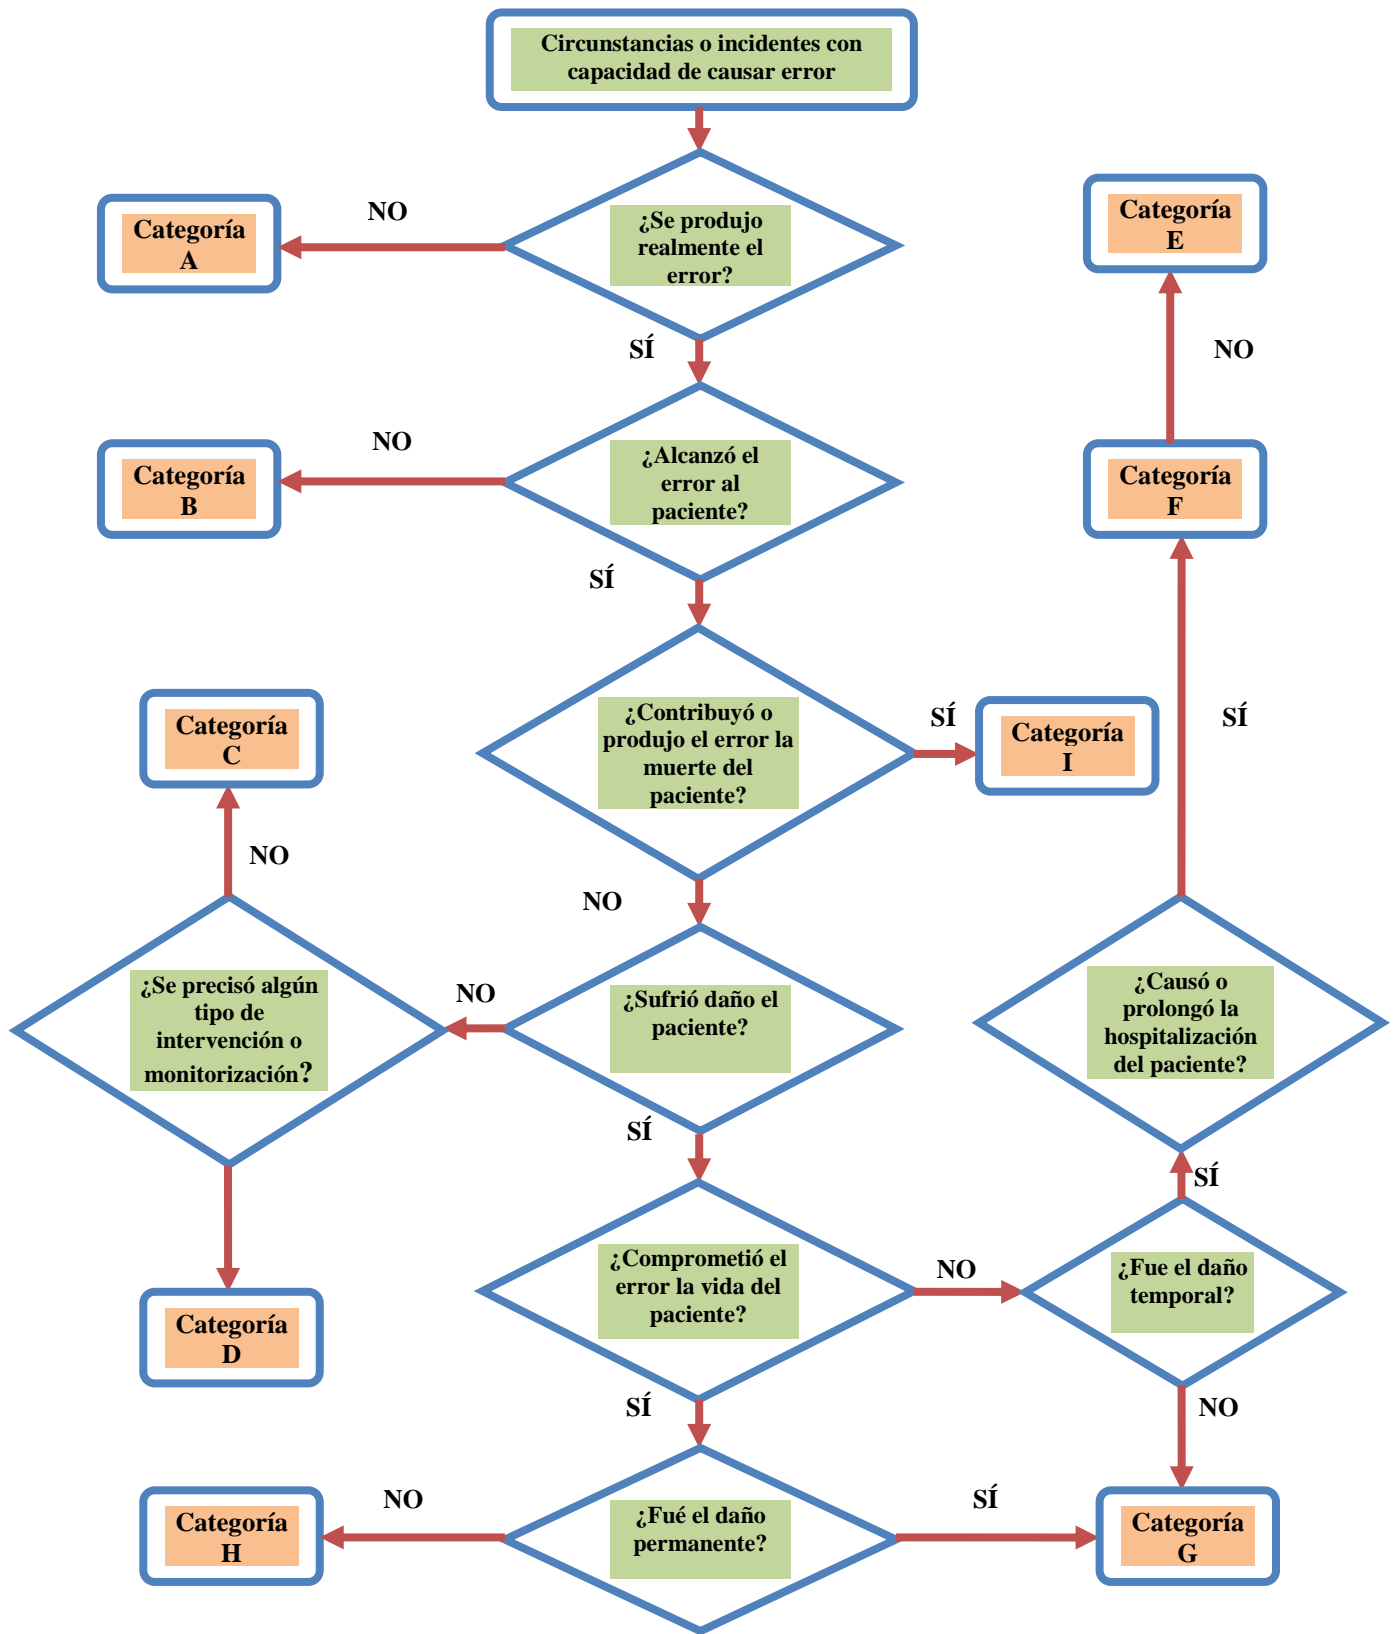 Circunstancias o incidentes con
capacidad de causar error
NO
Categoría
A
¿Se produjo
realmente el
error?
Categoría
E
SÍ
NO
NO
Categoría
B
¿Alcanzó el
error al
paciente?
Categoría
F
SÍ
Categoría
C
¿Contribuyó o
produjo el error la
muerte del
paciente?
SÍ
Categoría
I
SÍ
NO
NO
¿Se precisó algún
tipo de
intervención o
monitorización?
NO
¿Sufrió daño el
paciente?
¿Causó o
prolongó la
hospitalización
del paciente?
SÍ
SÍ
Categoría
D
¿Comprometió el
error la vida del
paciente?
NO
¿Fue el daño
temporal?
SÍ
NO
Categoría
H
NO
¿Fué el daño
permanente?
SÍ
Categoría
G